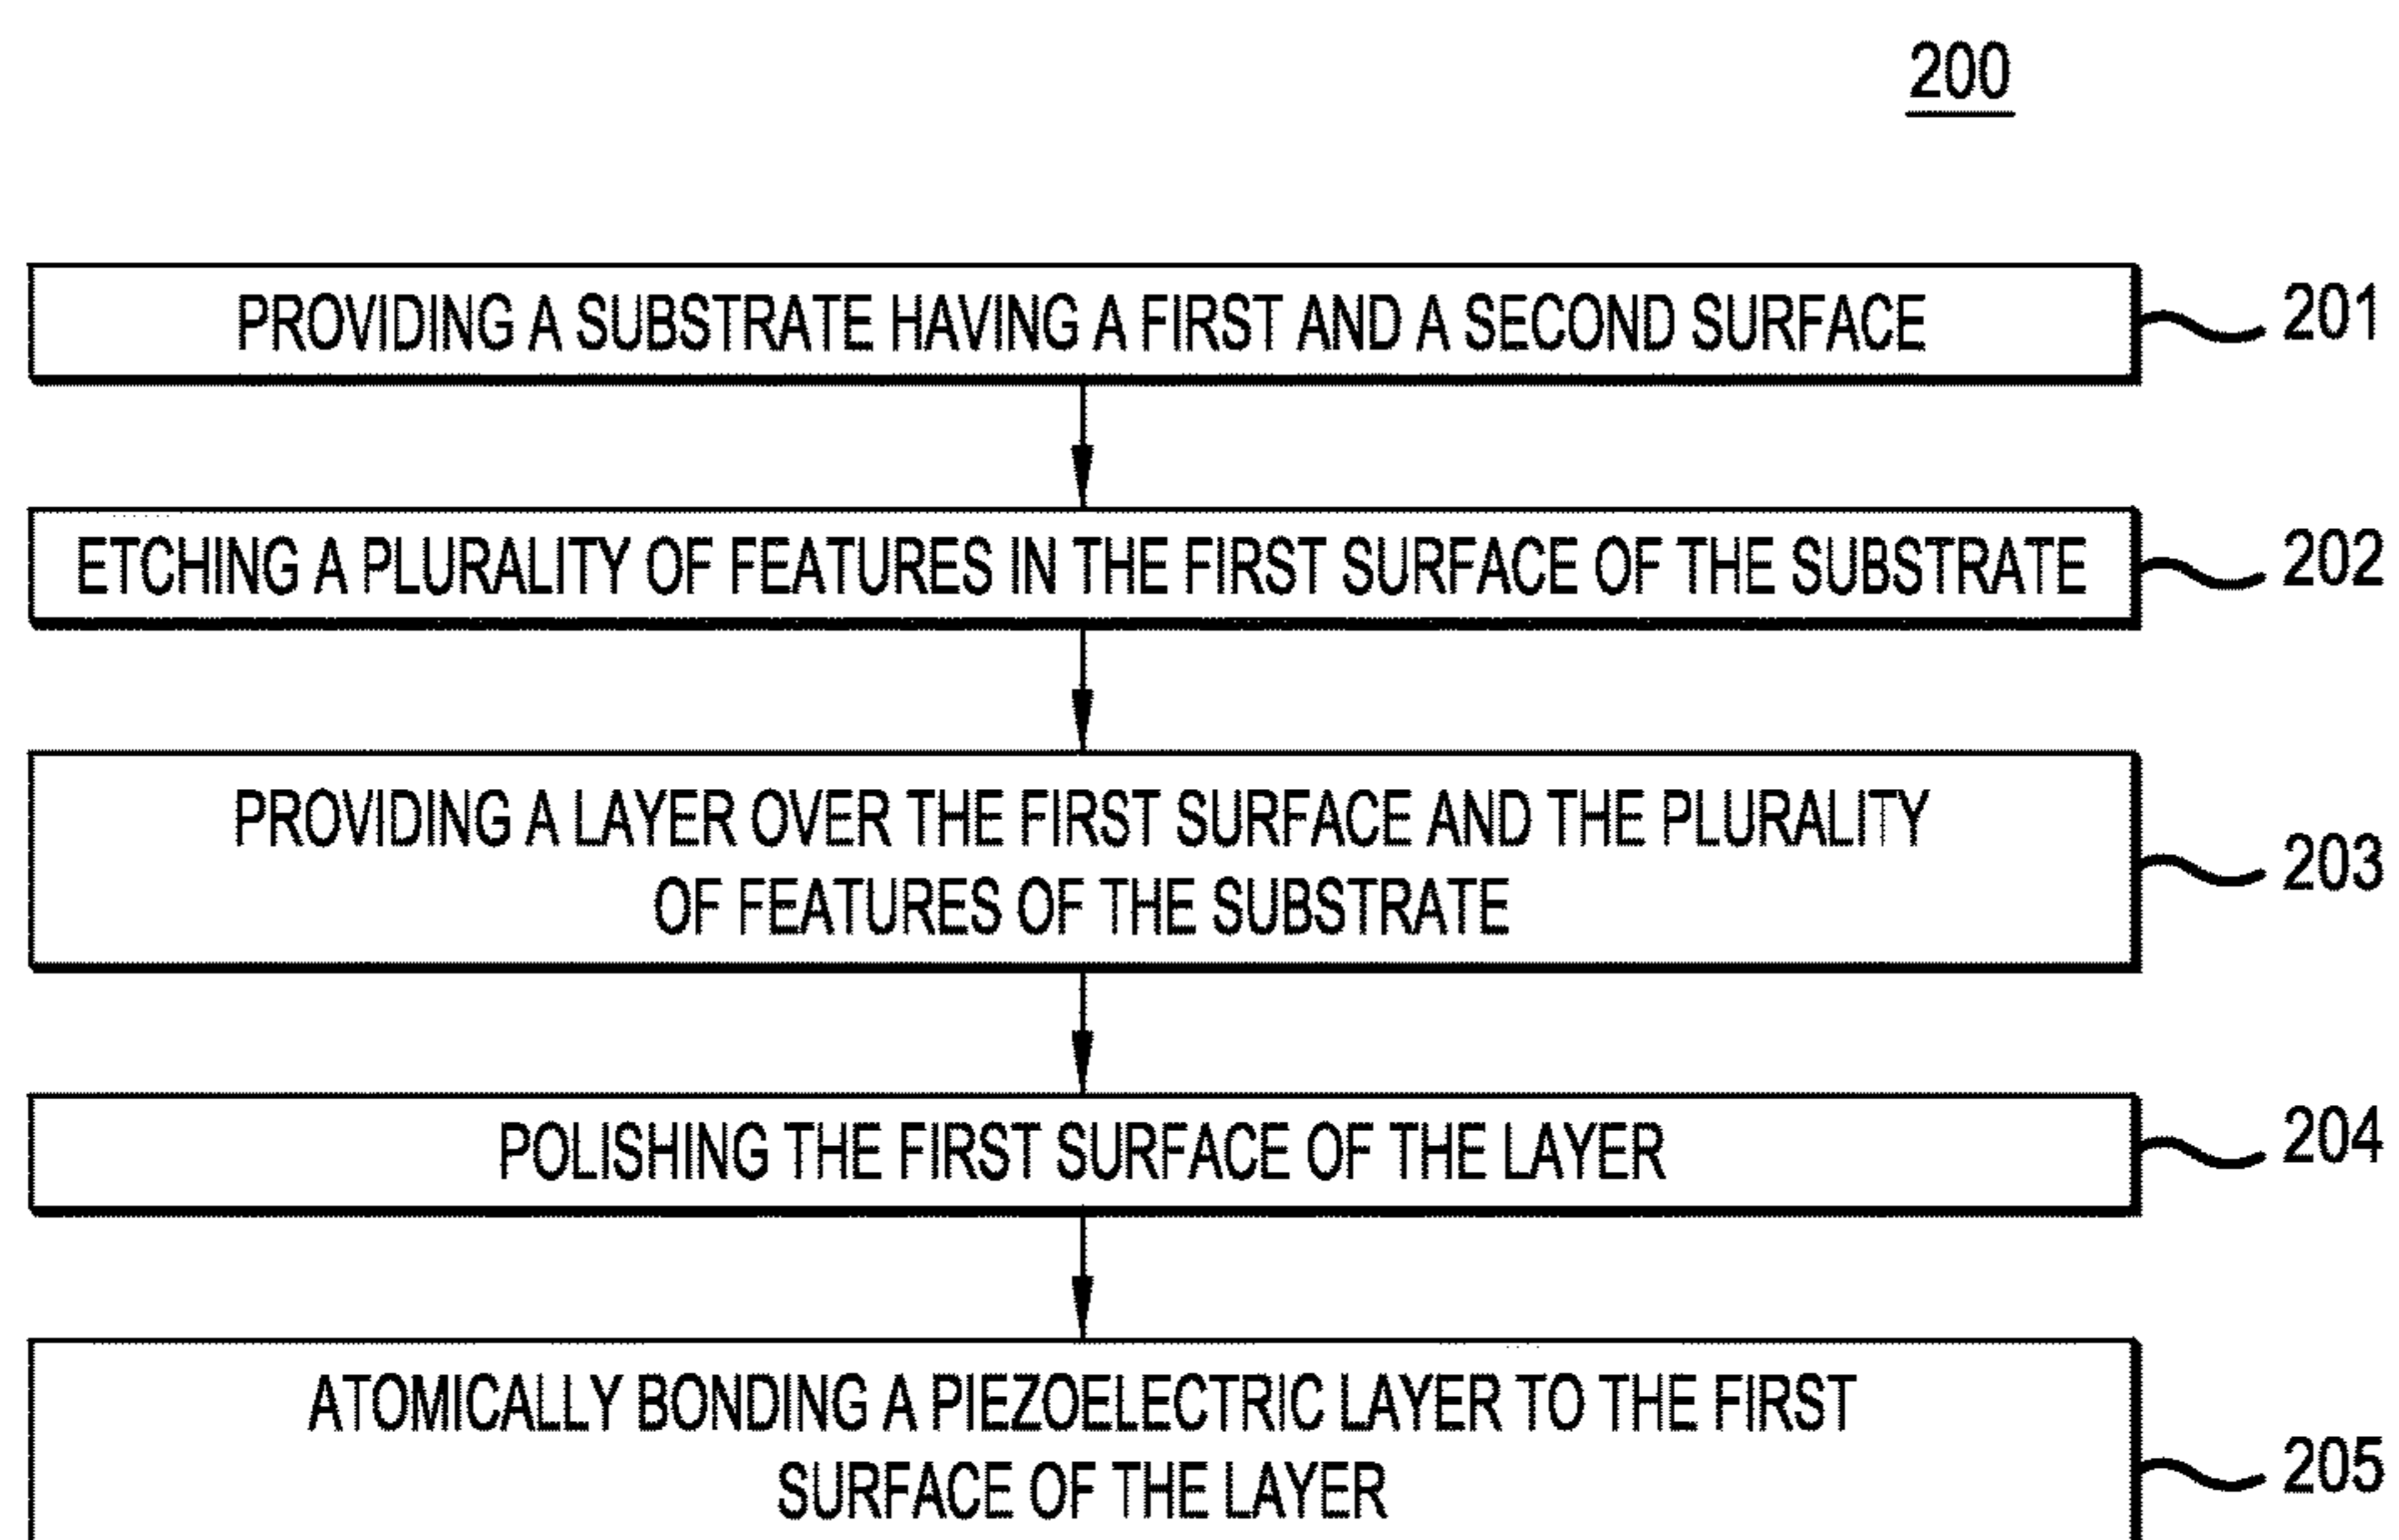 200
PROVIDING A SUBSTRATE HAVING A FIRST AND A SECOND SURFACE
201
ETCHING A PLURALITY OF FEATURES IN THE FIRST SURFACE OF THE SUBSTRATE
202
PROVIDING A LAYER OVER THE FIRST SURFACE AND THE PLURALITY
OF FEATURES OF THE SUBSTRATE
203
POLISHING THE FIRST SURFACE OF THE LAYER
204
ATOMICALLY BONDING A PIEZOELECTRIC LAYER TO THE FIRST
SURFACE OF THE LAYER
205